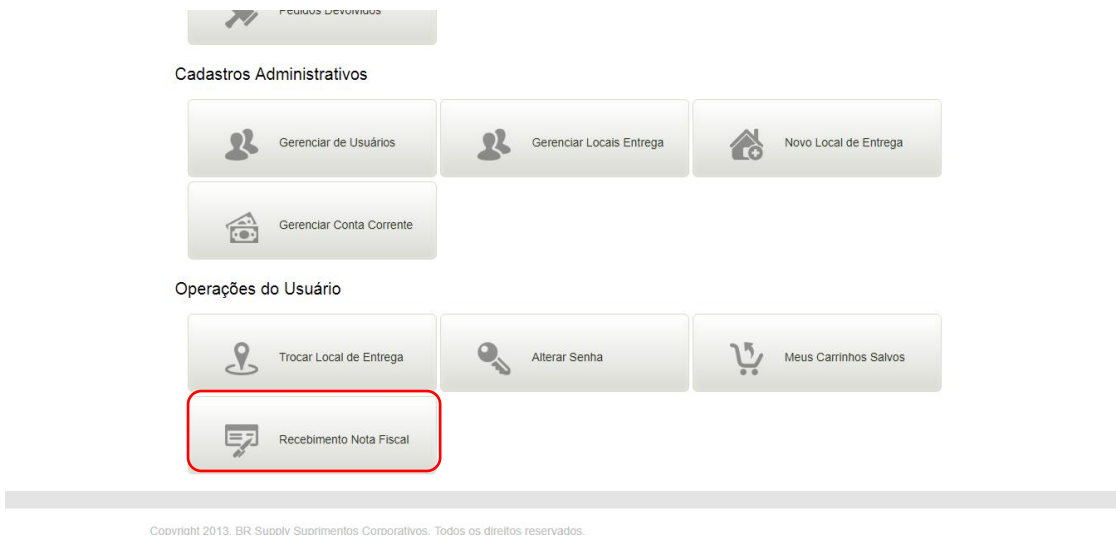 Pedidos Devolvidos
Cadastros Administrativos
Gerenciar de Usuários
Gerenciar Locais Entrega
Novo Local de Entrega
Gerenciar Conta Corrente
Operações do Usuário
Trocar Local de Entrega
Alterar Senha
Meus Carrinhos Salvos
Recebimento Nota Fiscal
Copyright 2013. BR Supply Suprimentos Corporativos. Todos os direitos reservados.